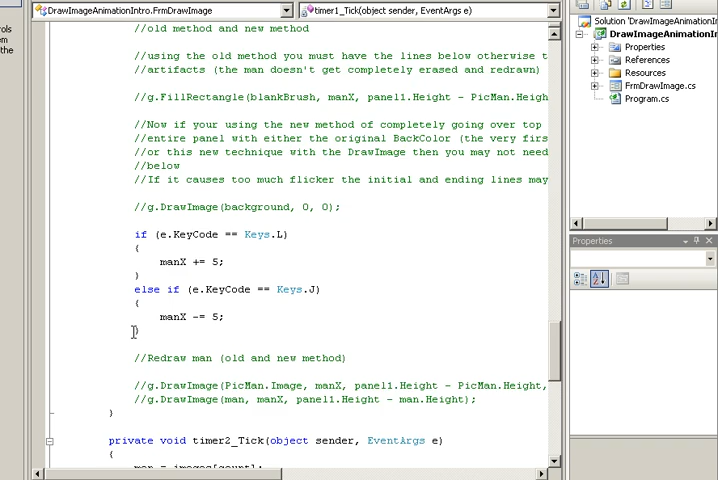 ols
em
the
DrawImageAnimationIntro.FrmDrawImage
timer1_Tick(object sender, EventArgs e)
//old method and new method
//using the old method you must have the lines below otherwise t
//artifacts (the man doesn't get completely erased and redrawn)
//g.FillRectangle(blankBrush, manX, panel1.Height - PicMan.Heigh
//Now if your using the new method of completely going over top
//entire panel with either the original BackColor (the very firs
//or this new technique with the DrawImage then you may not need
//below
//If it causes too much flicker the initial and ending lines may
//g.DrawImage(background, 0, 0);
if (e.KeyCode == Keys.L)
{
manX += 5;
}
else if (e.KeyCode == Keys.J)
{
manX -= 5;
}
//Redraw man (old and new method)
//g.DrawImage(PicMan.Image, manX, panel1.Height - PicMan.Height,
//g.DrawImage(man, manX, panel1.Height - man.Height);
}
private void timer2_Tick(object sender, EventArgs e)
{
man = images[count];
Solution 'DrawImageAnimationIn
DrawImageAnimationIntro
Properties
References
Resources
FrmDrawImage.cs
Program.cs
Properties